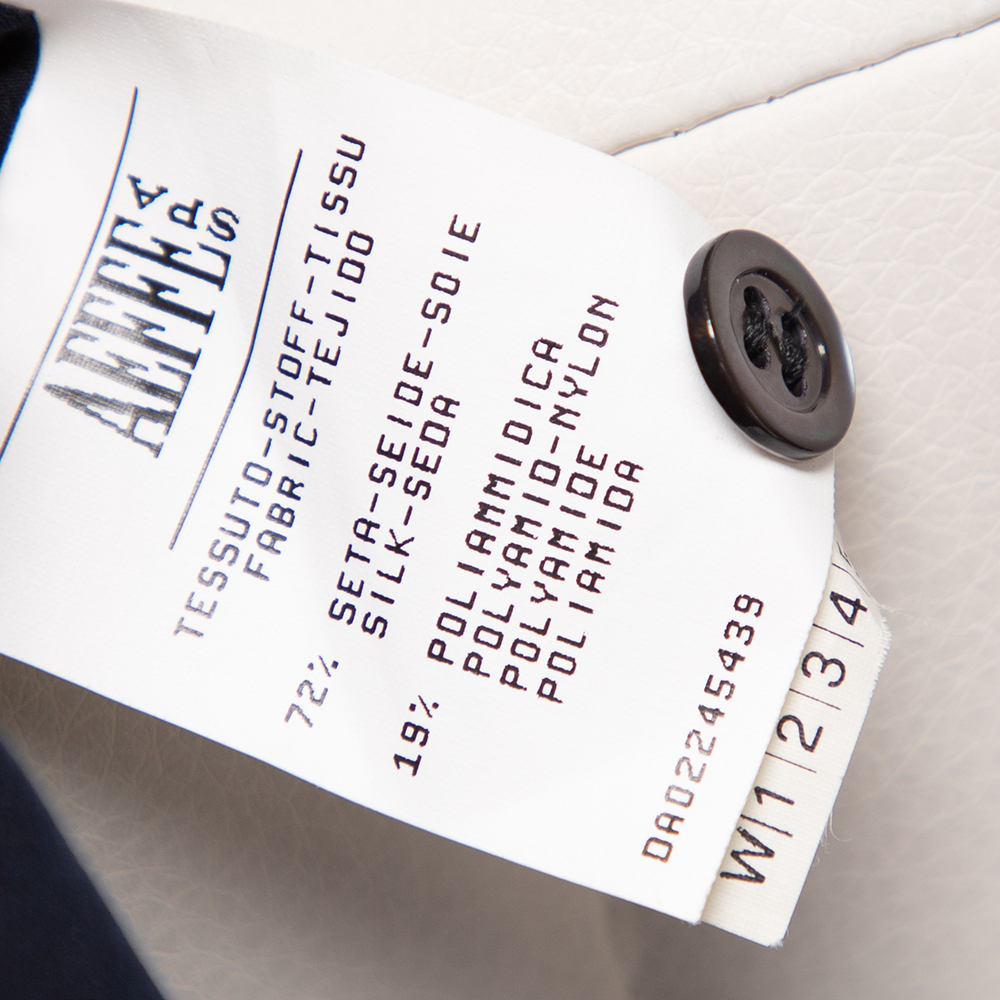 AEFFE SpA
TESSUTO-STOFF-TISSU
FABRIC-TEJIDO
72% SETA-SEIDE-SOIE
SILK-SEDA
19% POLIAMMIDICA
POLYAMID-NYLON
POLYAMIDE
POLIAMIDA
DA02245439
W|1|2|3|4